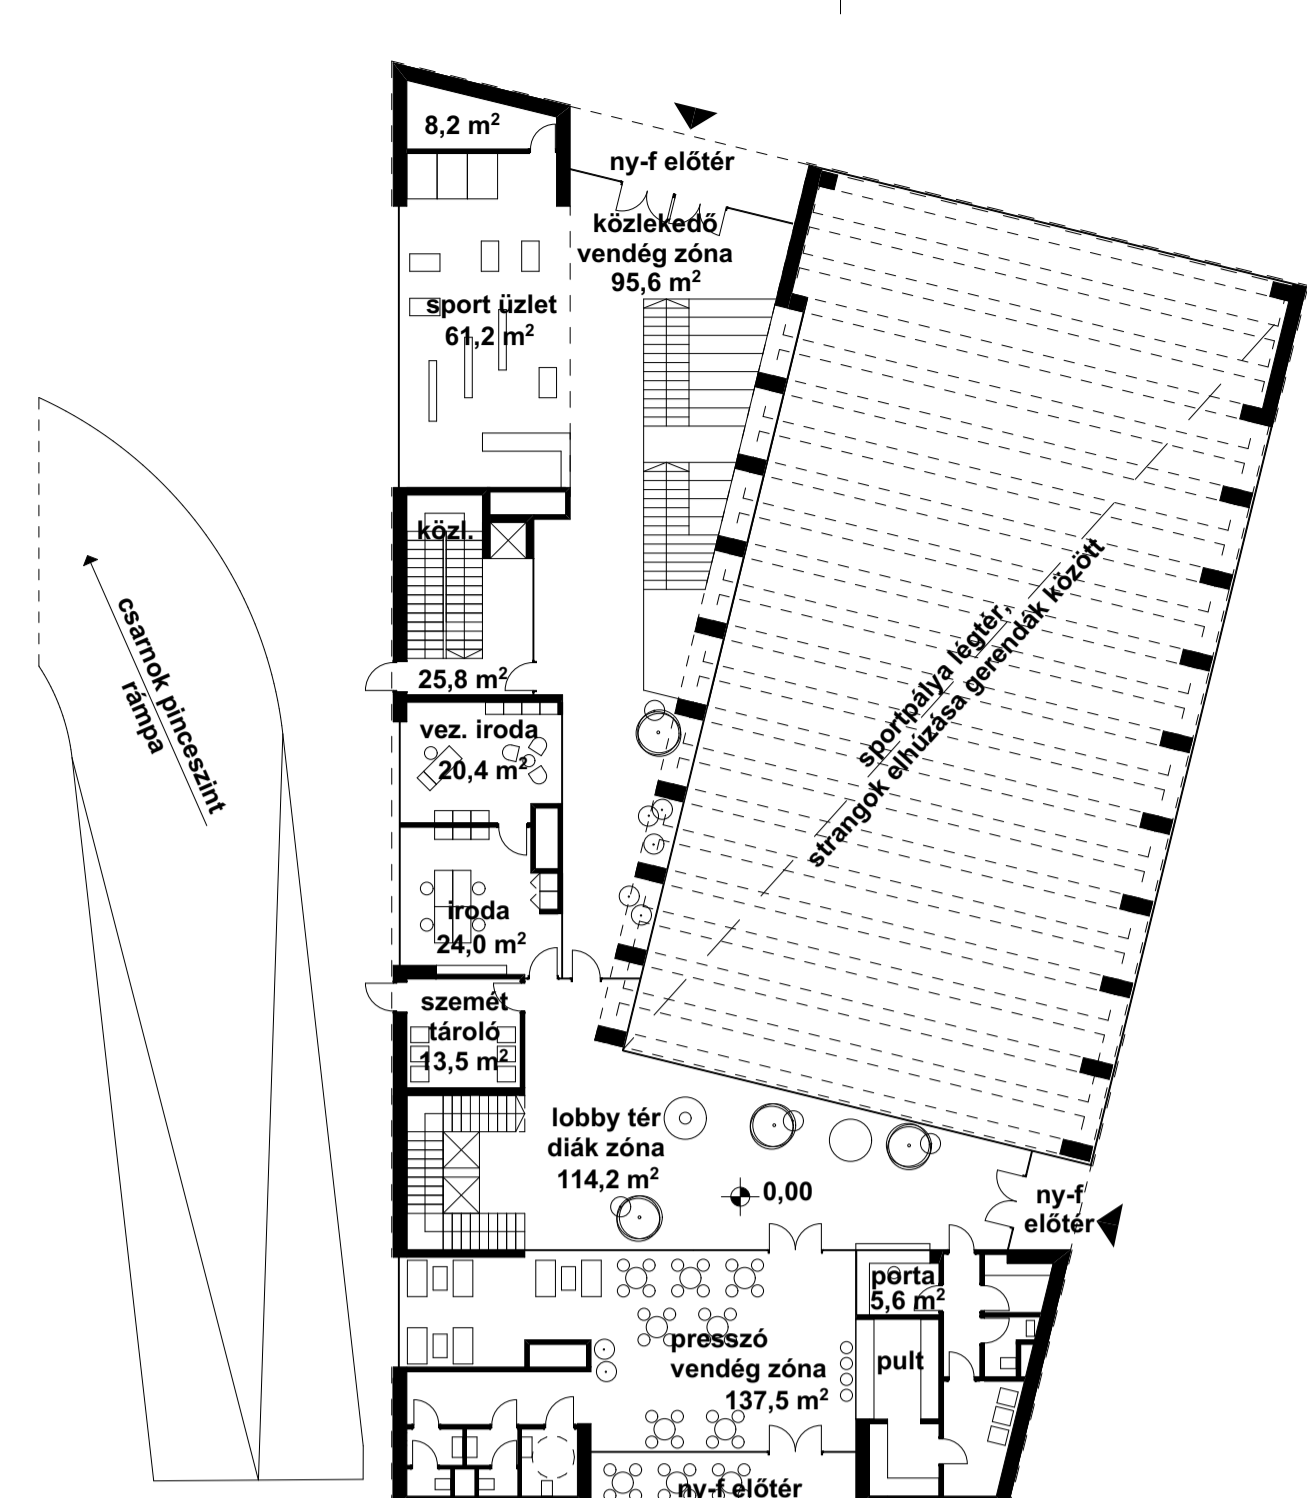 8,2 m²
ny-f előtér
közlekedő
vendég zóna
95,6 m²
sport üzlet
61,2 m²
közl.
25,8 m²
csarnok pinceszint
rámpa
vez. iroda
20,4 m²
sportpálya légtér,
strangok elhúzása gerendák között
iroda
24,0 m²
szemét
tároló
13,5 m²
lobby tér
diák zóna
114,2 m²
0,00
ny-f
előtér
porta
5,6 m²
presszó
vendég zóna
137,5 m²
pult
ny-f előtér